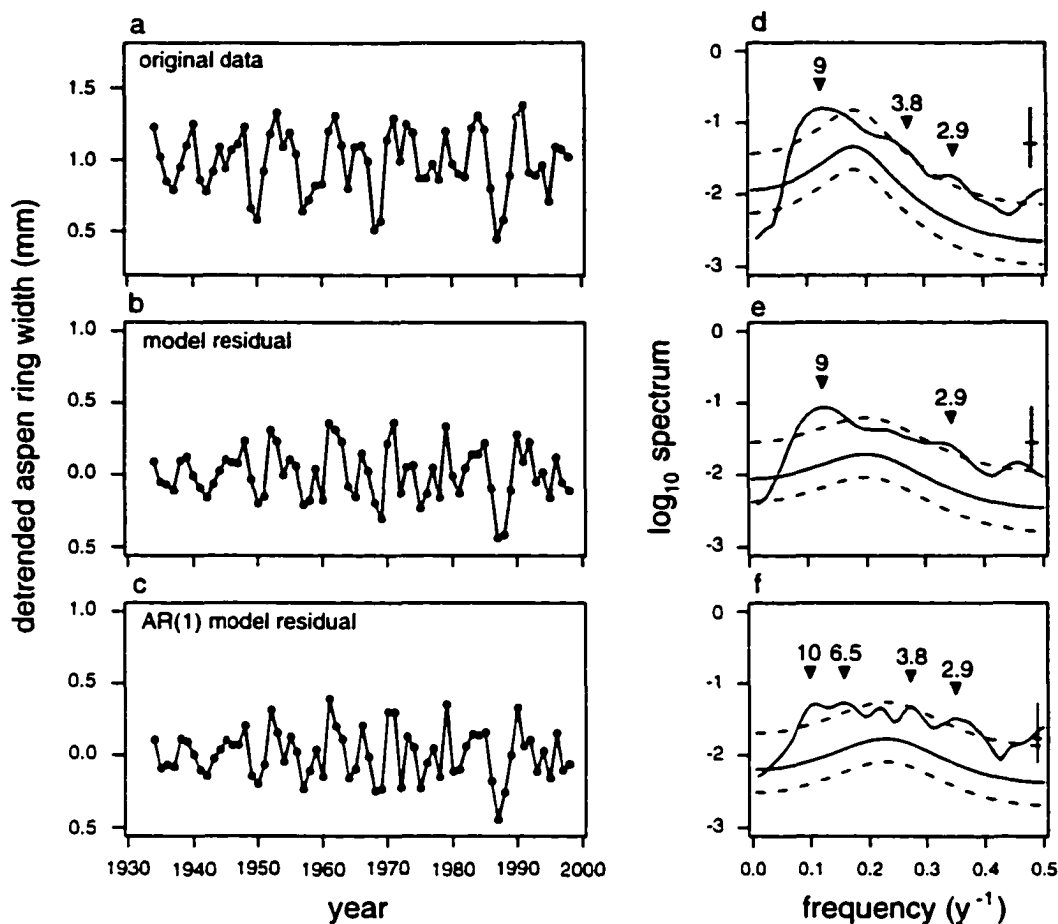 a
original data
1.5
1.0
0.5
b
model residual
1.0
0.5
0.0
0.5
c
AR(1) model residual
1.0
0.5
0.0
0.5
1930 1940 1950 1960 1970 1980 1990 2000
year
detrended aspen ring width (mm)
d
0
-1
-2
-3
9
3.8
2.9
e
0
-1
-2
-3
9
2.9
f
0
-1
-2
-3
10 6.5
3.8
2.9
0.0 0.1 0.2 0.3 0.4 0.5
frequency (y⁻¹)
log₁₀ spectrum